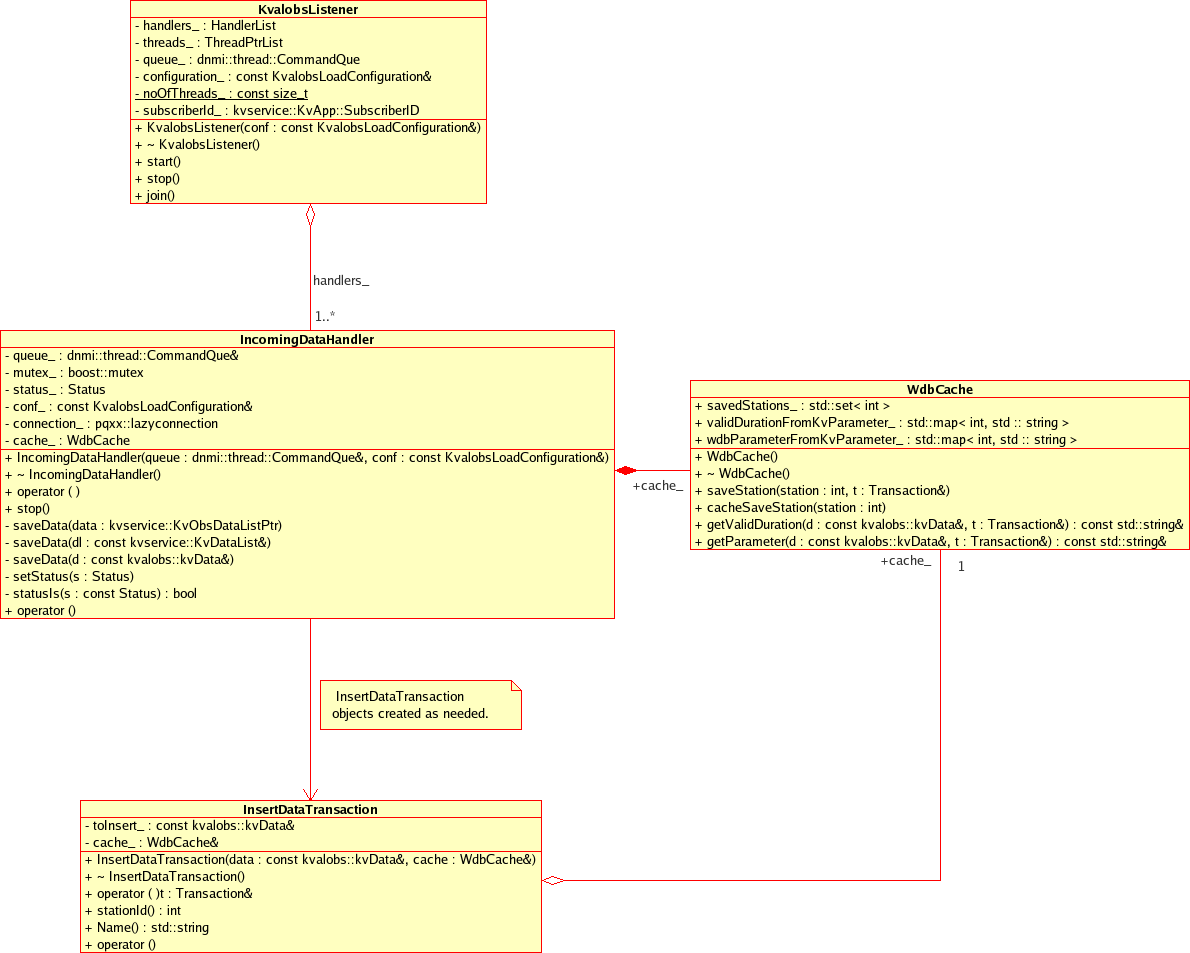 KvalobsListener
- handlers_ : HandlerList
- threads_ : ThreadPtrList
- queue_ : dnmi::thread::CommandQue
- configuration_ : const KvalobsLoadConfiguration&
- noOfThreads_ : const size_t
- subscriberId_ : kvservice::KvApp::SubscriberID
+ KvalobsListener(conf : const KvalobsLoadConfiguration&)
+ ~ KvalobsListener()
+ start()
+ stop()
+ join()
handlers_
1..*
IncomingDataHandler
- queue_ : dnmi::thread::CommandQue&
- mutex_ : boost::mutex
- status_ : Status
- conf_ : const KvalobsLoadConfiguration&
- connection_ : pqxx::lazyconnection
- cache_ : WdbCache
+ IncomingDataHandler(queue : dnmi::thread::CommandQue&, conf : const KvalobsLoadConfiguration&)
+ ~ IncomingDataHandler()
+ operator ( )
+ stop()
- saveData(data : kvservice::KvObsDataListPtr)
- saveData(dl : const kvservice::KvDataList&)
- saveData(d : const kvalobs::kvData&)
- setStatus(s : Status)
- statusIs(s : const Status) : bool
+ operator ()
+cache_
WdbCache
+ savedStations_ : std::set< int >
+ validDurationFromKvParameter_ : std::map< int, std :: string >
+ wdbParameterFromKvParameter_ : std::map< int, std :: string >
+ WdbCache()
+ ~ WdbCache()
+ saveStation(station : int, t : Transaction&)
+ cacheSaveStation(station : int)
+ getValidDuration(d : const kvalobs::kvData&, t : Transaction&) : const std::string&
+ getParameter(d : const kvalobs::kvData&, t : Transaction&) : const std::string&
+cache_
1
InsertDataTransaction
objects created as needed.
InsertDataTransaction
- toInsert_ : const kvalobs::kvData&
- cache_ : WdbCache&
+ InsertDataTransaction(data : const kvalobs::kvData&, cache : WdbCache&)
+ ~ InsertDataTransaction()
+ operator ( )t : Transaction&
+ stationId() : int
+ Name() : std::string
+ operator ()